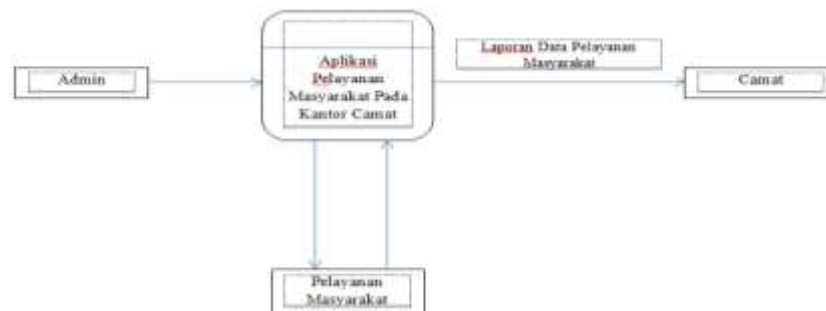 Admin
Aplikasi
Pelayanan
Masyarakat Pada
Kantor Camat
Laporan Data Pelayanan
Masyarakat
Camat
Pelayanan
Masyarakat